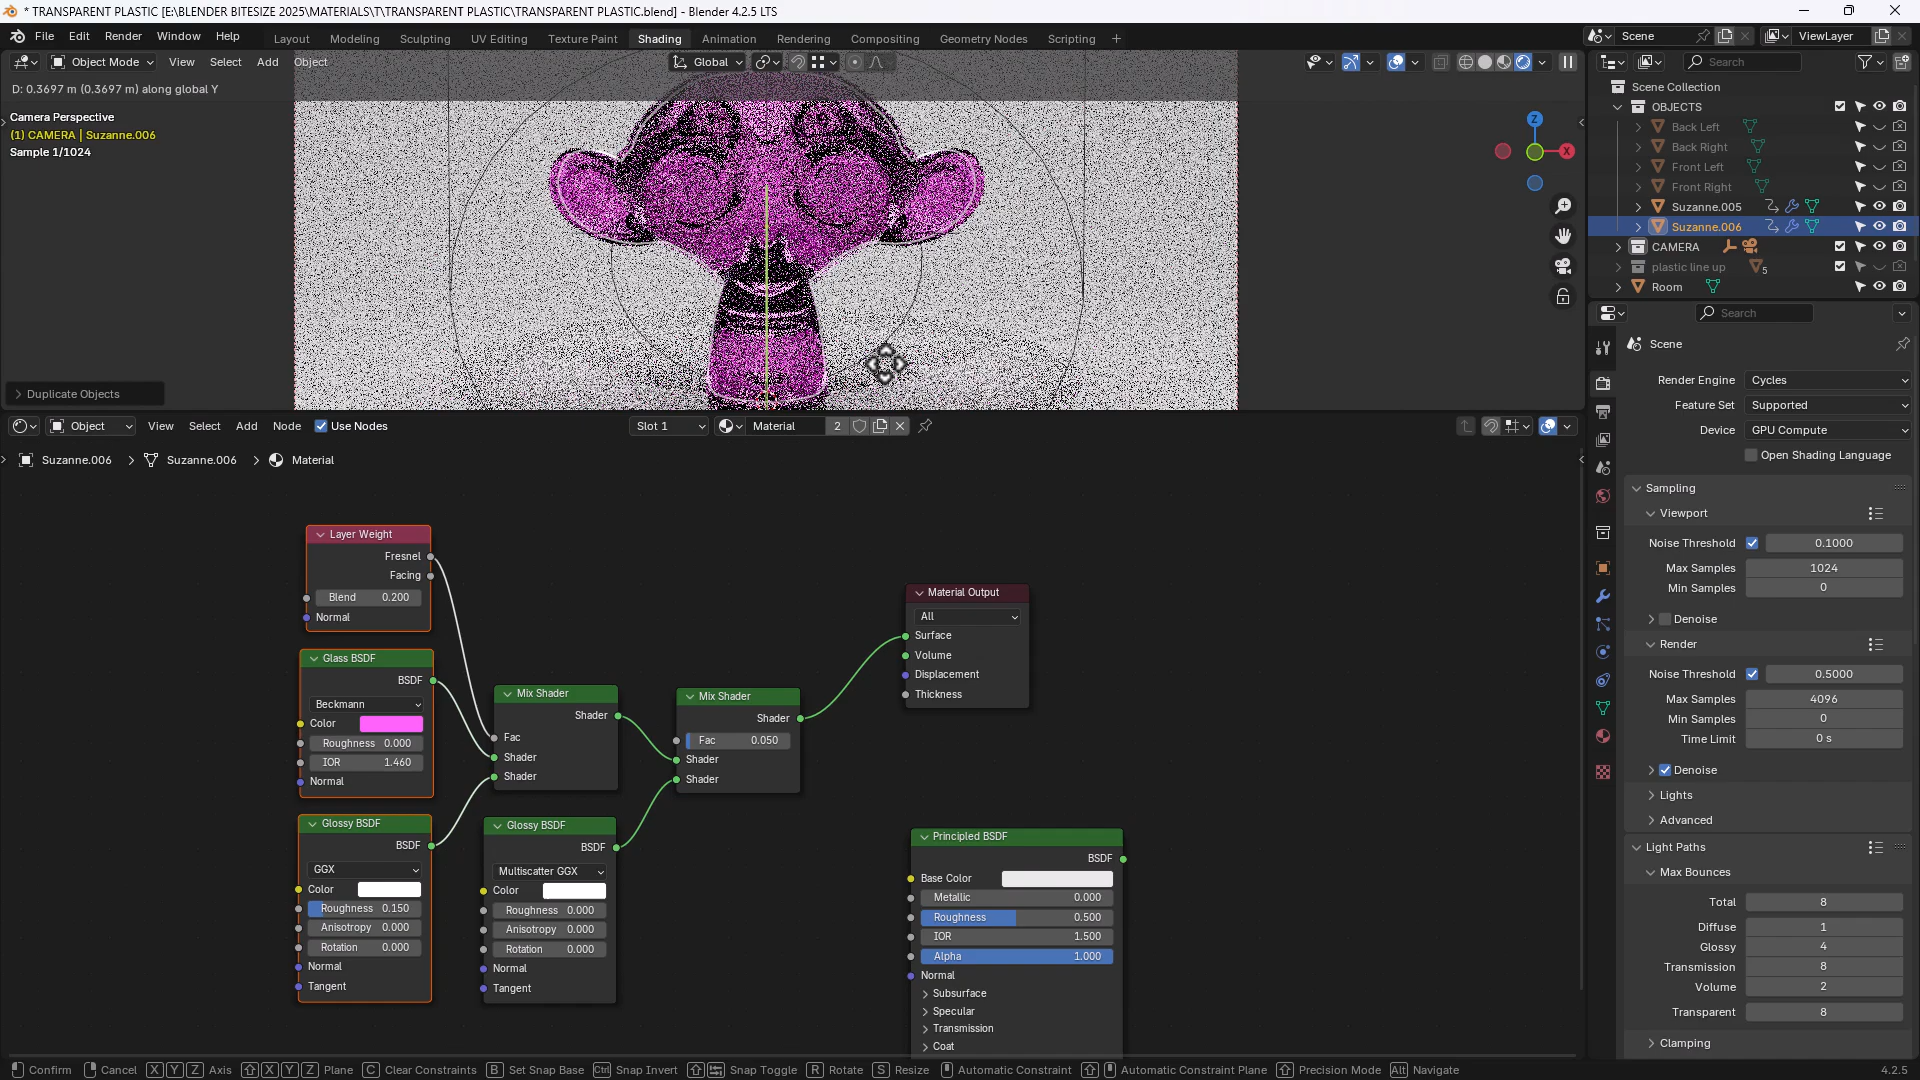 * TRANSPARENT PLASTIC [E:\BLENDER BITESIZE 2025\MATERIALS\T\TRANSPARENT PLASTIC\TRANSPARENT PLASTIC.blend] - Blender 4.2.5 LTS
File Edit Render Window Help Layout Modeling Sculpting UV Editing Texture Paint Shading Animation Rendering Compositing Geometry Nodes Scripting + Scene ViewLayer
Object Mode View Select Add Object Global Search
D: 0.3697 m (0.3697 m) along global Y
Camera Perspective
(1) CAMERA | Suzanne.006
Sample 1/1024
Z
X
Duplicate Objects
Scene Collection
OBJECTS
Back Left
Back Right
Front Left
Front Right
Suzanne.005
Suzanne.006
CAMERA
plastic line up 5
Room
Object View Select Add Node Use Nodes Slot 1 Material 2
Suzanne.006 > Suzanne.006 > Material
Layer Weight
Fresnel
Facing
Blend 0.200
Normal
Glass BSDF
BSDF
Beckmann
Color
Roughness 0.000
IOR 1.460
Normal
Glossy BSDF
BSDF
GGX
Color
Roughness 0.150
Anisotropy 0.000
Rotation 0.000
Normal
Tangent
Mix Shader
Shader
Fac
Shader
Shader
Glossy BSDF
BSDF
Multiscatter GGX
Color
Roughness 0.000
Anisotropy 0.000
Rotation 0.000
Normal
Tangent
Mix Shader
Shader
Fac 0.050
Shader
Shader
Material Output
All
Surface
Volume
Displacement
Thickness
Principled BSDF
BSDF
Base Color
Metallic 0.000
Roughness 0.500
IOR 1.500
Alpha 1.000
Normal
Subsurface
Specular
Transmission
Coat
Search
Scene
Render Engine Cycles
Feature Set Supported
Device GPU Compute
Open Shading Language
Sampling
Viewport
Noise Threshold 0.1000
Max Samples 1024
Min Samples 0
Denoise
Render
Noise Threshold 0.5000
Max Samples 4096
Min Samples 0
Time Limit 0 s
Denoise
Lights
Advanced
Light Paths
Max Bounces
Total 8
Diffuse 1
Glossy 4
Transmission 8
Volume 2
Transparent 8
Clamping
Confirm Cancel X Y Z Axis X Y Z Plane C Clear Constraints B Set Snap Base Ctrl Snap Invert Snap Toggle R Rotate S Resize Automatic Constraint Automatic Constraint Plane Precision Mode Alt Navigate 4.2.5